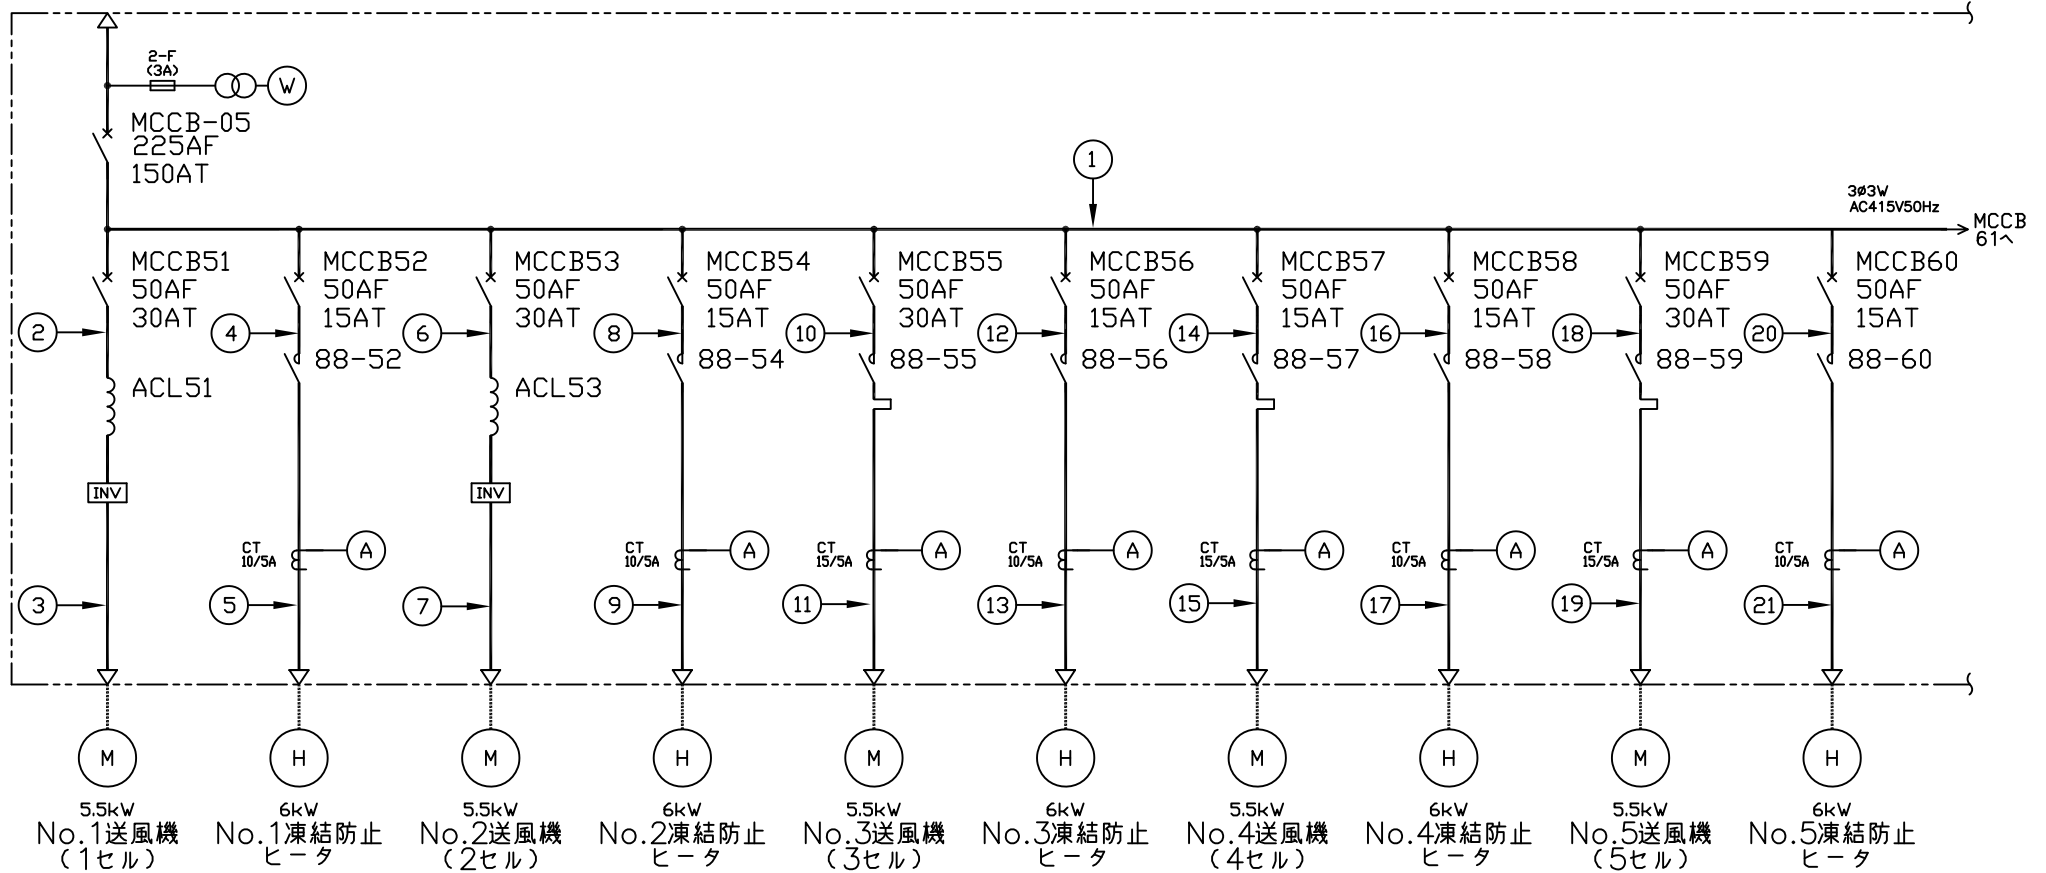 2-F
(3A)
W
MCCB-05
225AF
150AT
1
3φ3W
AC415V50Hz
MCCB
61へ
MCCB51
50AF
30AT
2
ACL51
INV
3
MCCB52
50AF
15AT
4
88-52
CT
10/5A
A
5
MCCB53
50AF
30AT
6
ACL53
INV
7
MCCB54
50AF
15AT
8
88-54
CT
10/5A
A
9
MCCB55
50AF
30AT
10
88-55
CT
15/5A
A
11
MCCB56
50AF
15AT
12
88-56
CT
10/5A
A
13
MCCB57
50AF
15AT
14
88-57
CT
15/5A
A
15
MCCB58
50AF
15AT
16
88-58
CT
10/5A
A
17
MCCB59
50AF
30AT
18
88-59
CT
15/5A
A
19
MCCB60
50AF
15AT
20
88-60
CT
10/5A
A
21
M
5.5kW
No.1送風機
(1セル)
H
6kW
No.1凍結防止
ヒータ
M
5.5kW
No.2送風機
(2セル)
H
6kW
No.2凍結防止
ヒータ
M
5.5kW
No.3送風機
(3セル)
H
6kW
No.3凍結防止
ヒータ
M
5.5kW
No.4送風機
(4セル)
H
6kW
No.4凍結防止
ヒータ
M
5.5kW
No.5送風機
(5セル)
H
6kW
No.5凍結防止
ヒータ